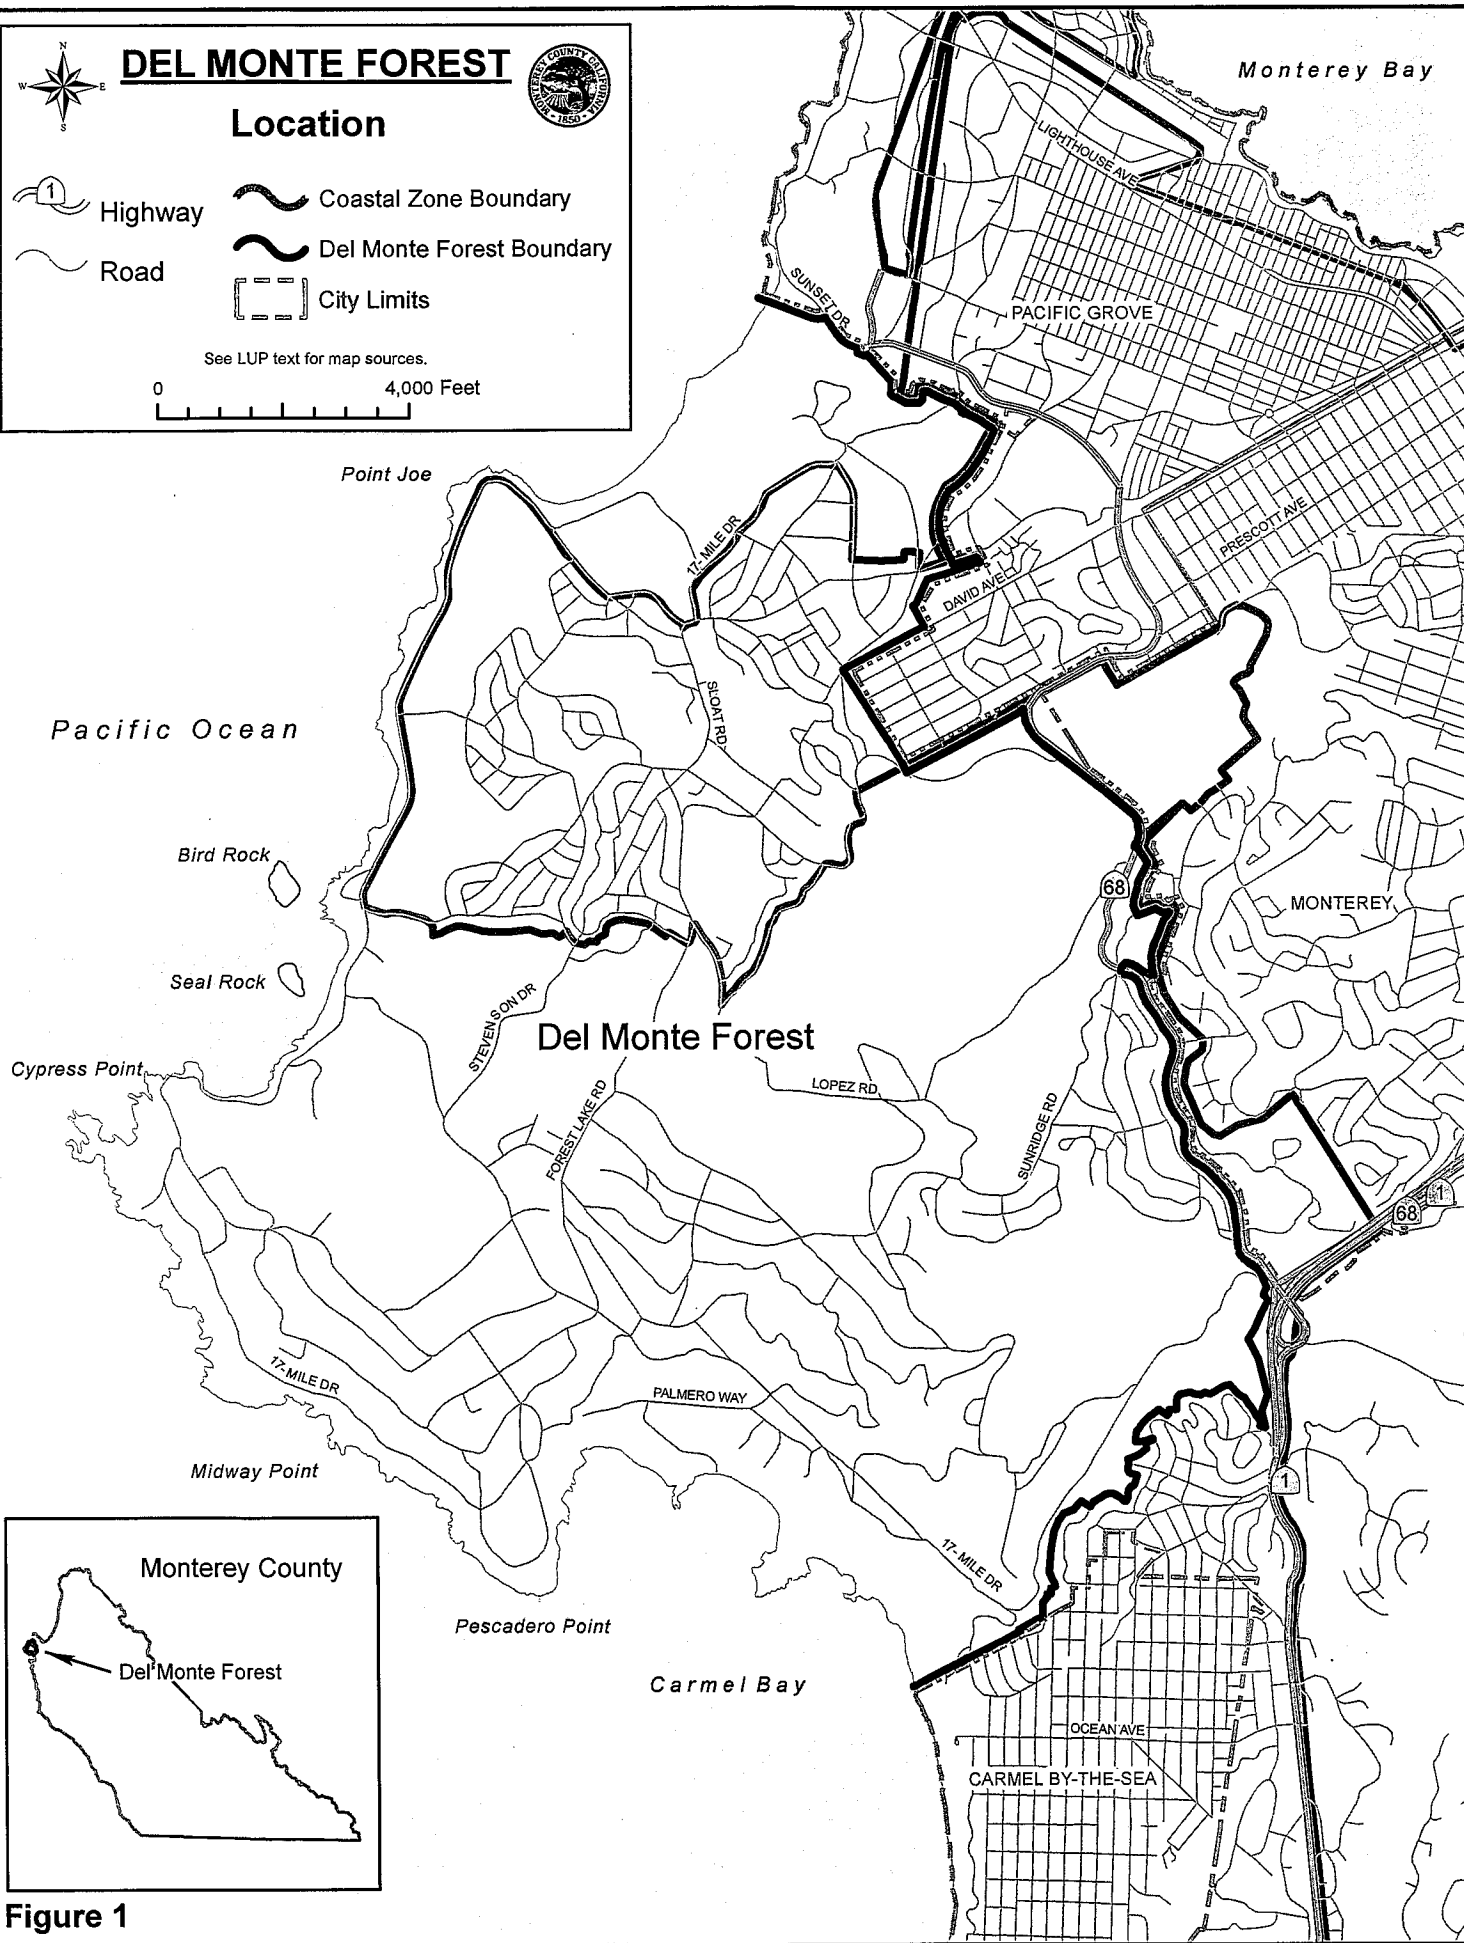 N
W
E
S
DEL MONTE FOREST
Location
MONTEREY COUNTY CALIFORNIA
1850
1
Highway
Road
Coastal Zone Boundary
Del Monte Forest Boundary
City Limits
See LUP text for map sources.
0
4,000 Feet
Monterey Bay
LIGHTHOUSE AVE
SUNSET DR
PACIFIC GROVE
Point Joe
17-MILE DR
PRESCOTT AVE
DAVID AVE
SLOAT RD
Pacific Ocean
Bird Rock
68
MONTEREY
Seal Rock
STEVENSON DR
Del Monte Forest
Cypress Point
LOPEZ RD
FOREST LAKE RD
SUNRIDGE RD
68
1
17-MILE DR
PALMERO WAY
Midway Point
1
17-MILE DR
Monterey County
Del Monte Forest
Pescadero Point
Carmel Bay
OCEAN AVE
CARMEL BY-THE-SEA
Figure 1